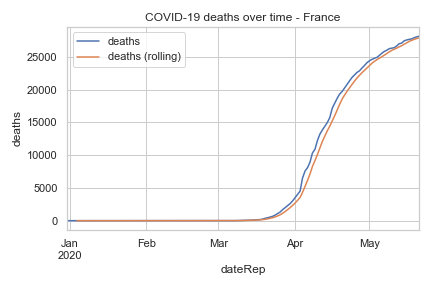 COVID-19 deaths over time - France
deaths
deaths (rolling)
25000
20000
15000
10000
5000
0
deaths
Jan
2020
Feb
Mar
Apr
May
dateRep